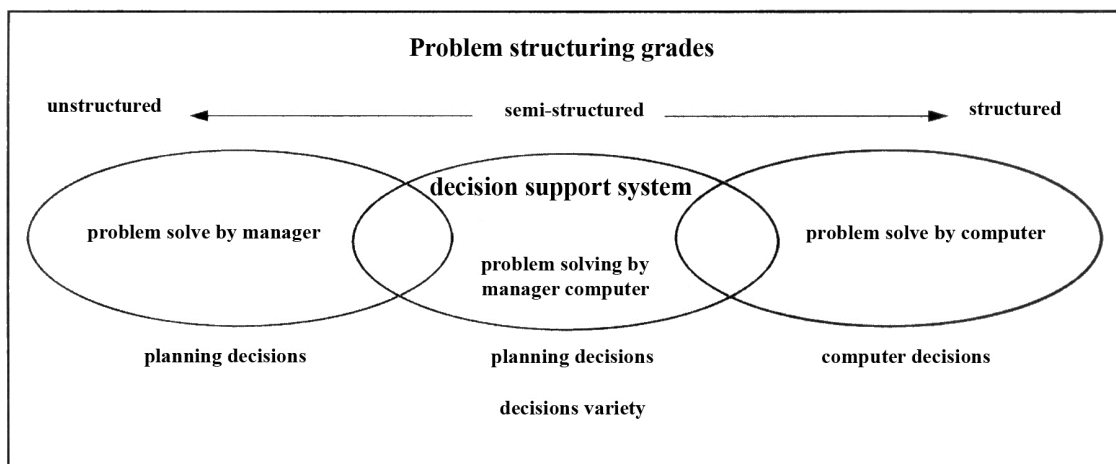 Problem structuring grades
unstructured semi-structured structured
decision support system
problem solve by manager problem solve by computer
problem solving by
manager computer
planning decisions planning decisions computer decisions
decisions variety